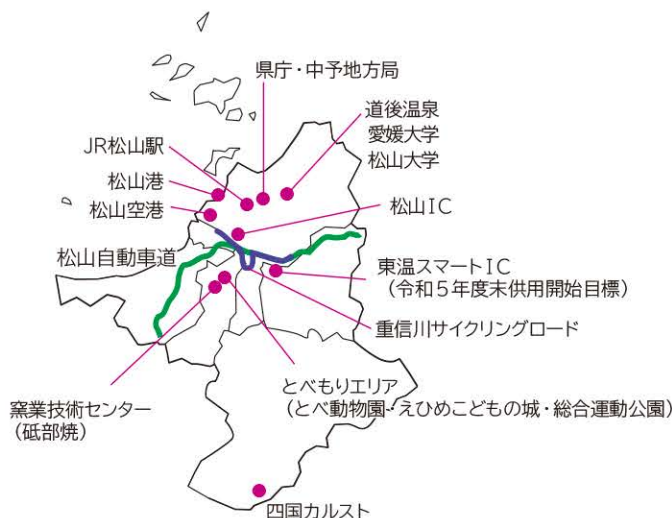 県庁・中予地方局
道後温泉
愛媛大学
松山大学
JR松山駅
松山港
松山空港
松山IC
松山自動車道
東温スマートIC
（令和５年度末供用開始目標）
重信川サイクリングロード
とべもりエリア
（とべ動物園・えひめこどもの城・総合運動公園）
窯業技術センター
（砥部焼）
四国カルスト